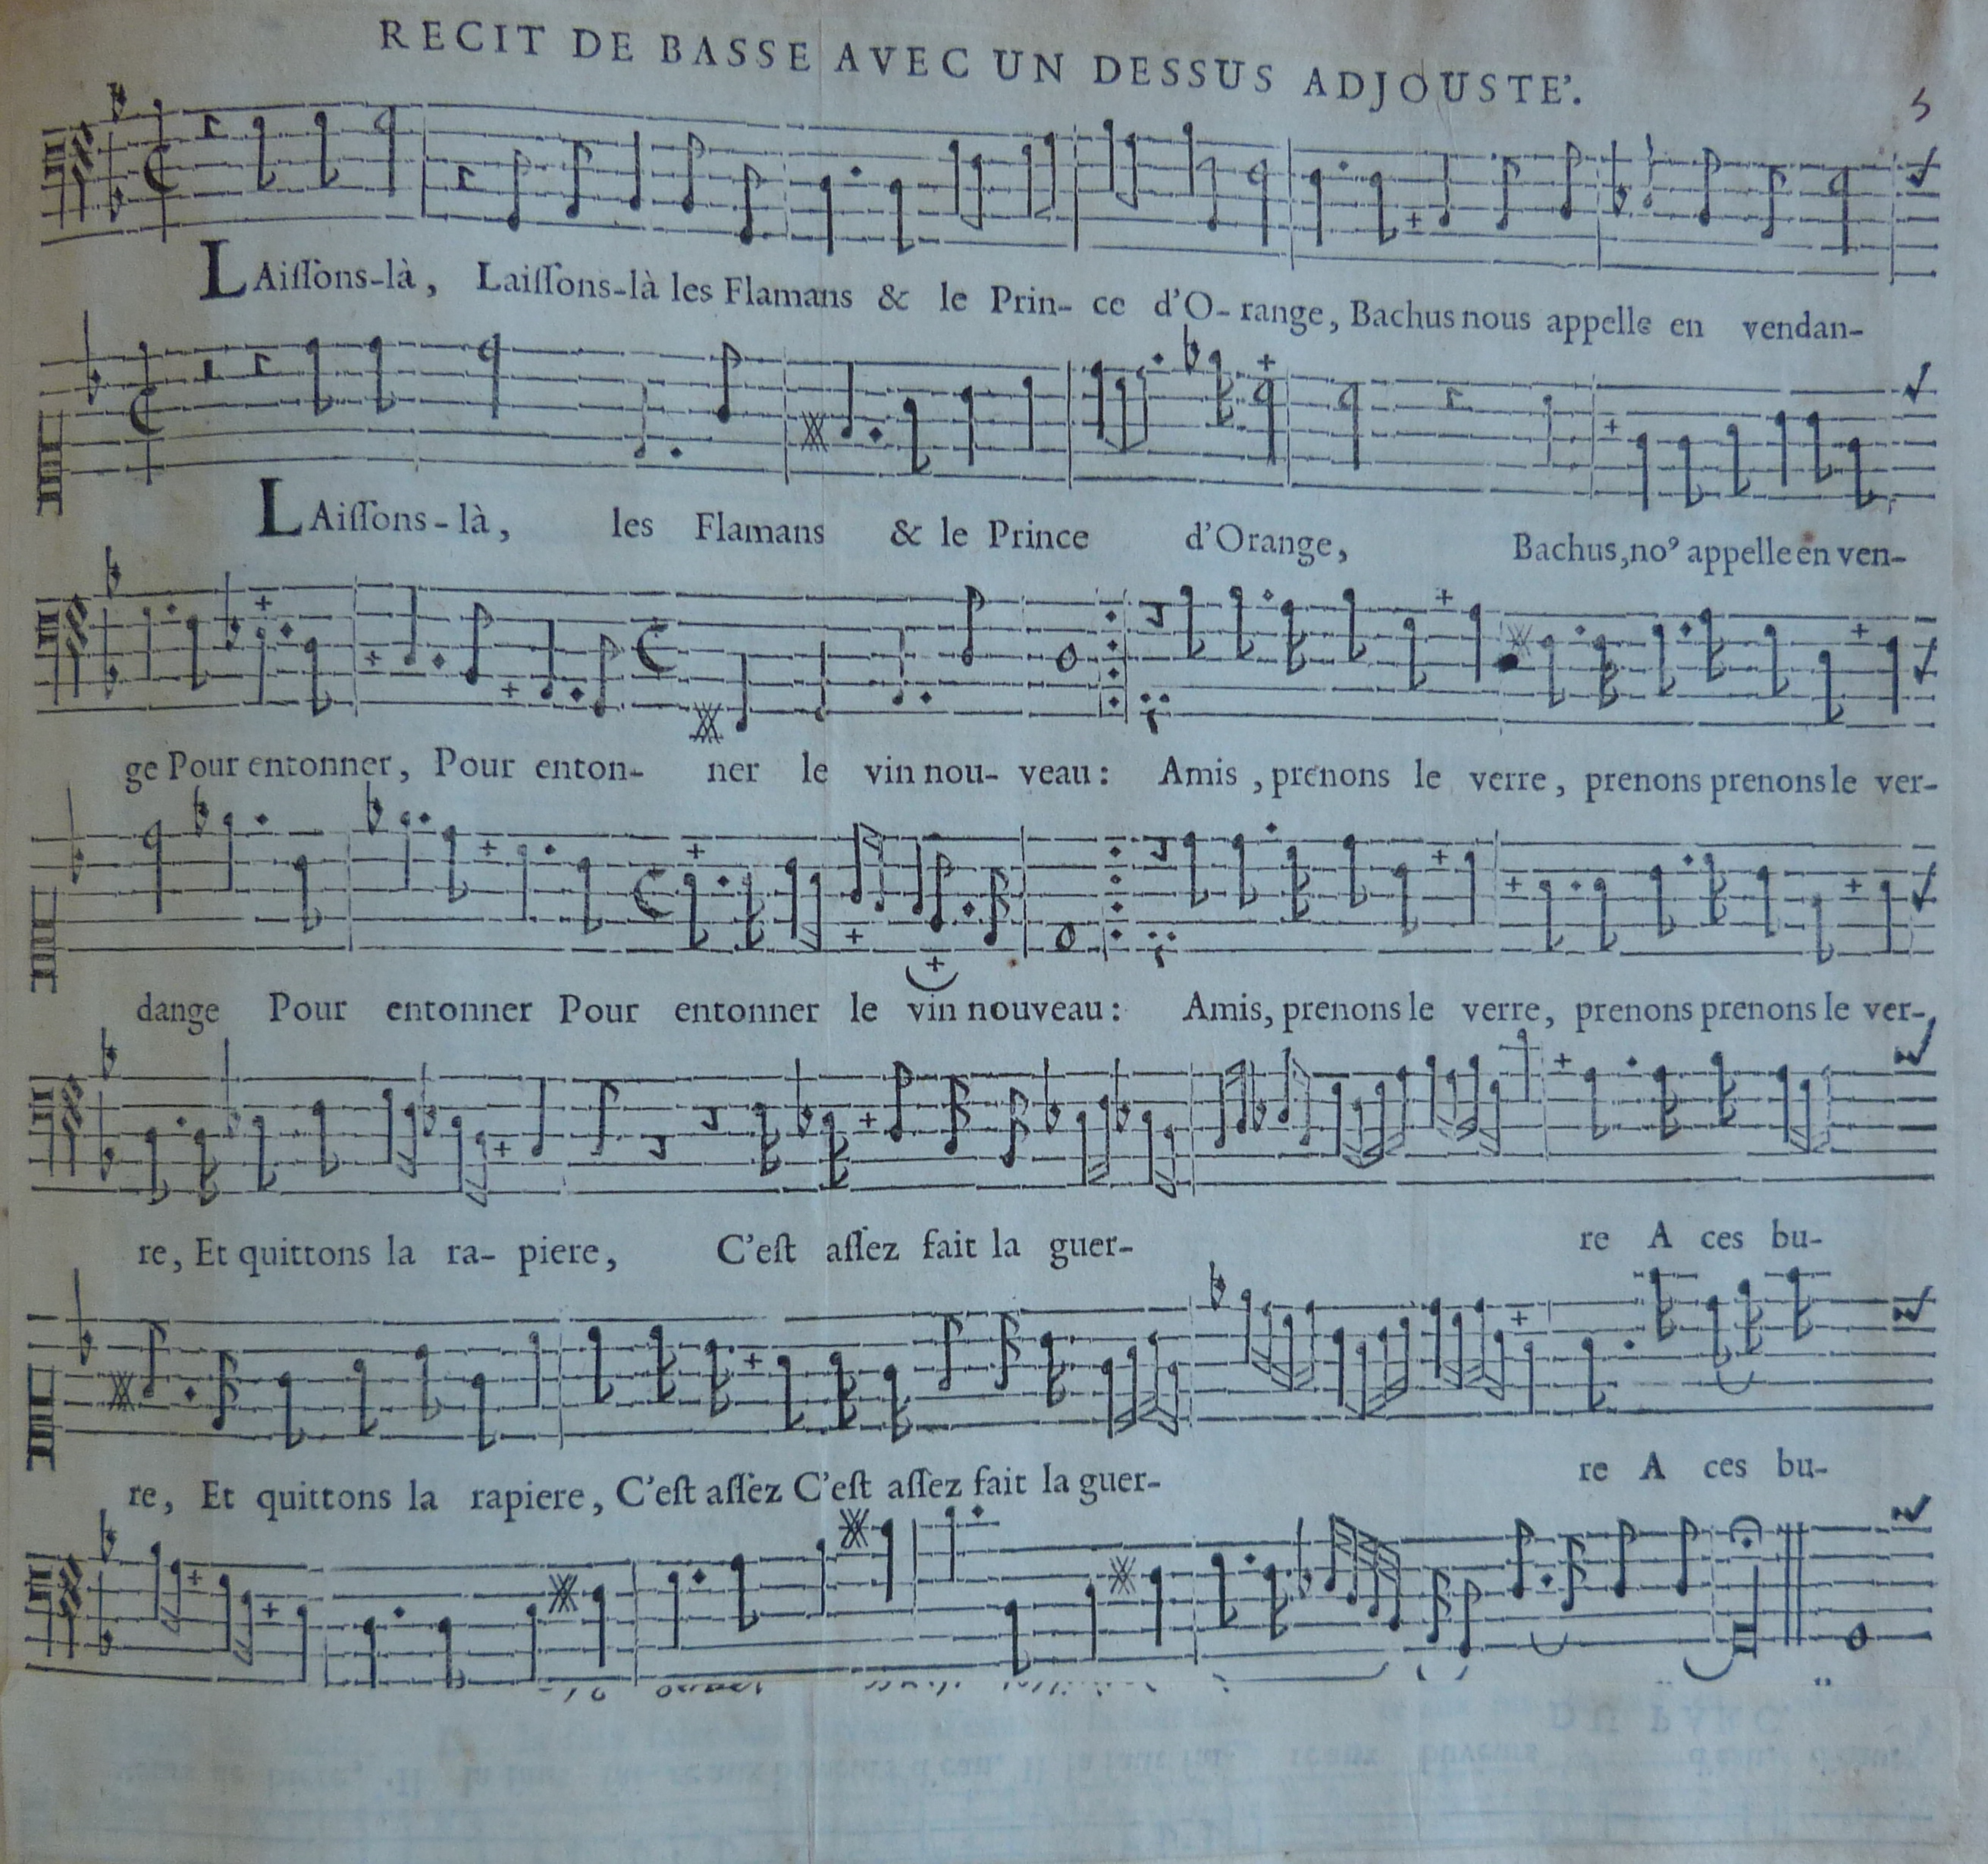 RECIT DE BASSE AVEC UN DESSUS ADJOUSTE'.
5
LAiſſons-là, Laiſſons-là les Flamans & le Prin- ce d'O- range, Bachus nous appelle en vendan-
LAiſſons-là, les Flamans & le Prince d'Orange, Bachus, noꝰ appelle en ven-
ge Pour entonner, Pour enton- ner le vin nou- veau: Amis, prenons le verre, prenons prenons le ver-
dange Pour entonner Pour entonner le vin nouveau: Amis, prenons le verre, prenons prenons le ver-
re, Et quittons la ra- piere, C'eſt aſſez fait la guer- re A ces bu-
re, Et quittons la rapiere, C'eſt aſſez C'eſt aſſez fait la guer- re A ces bu-
DU PARC.